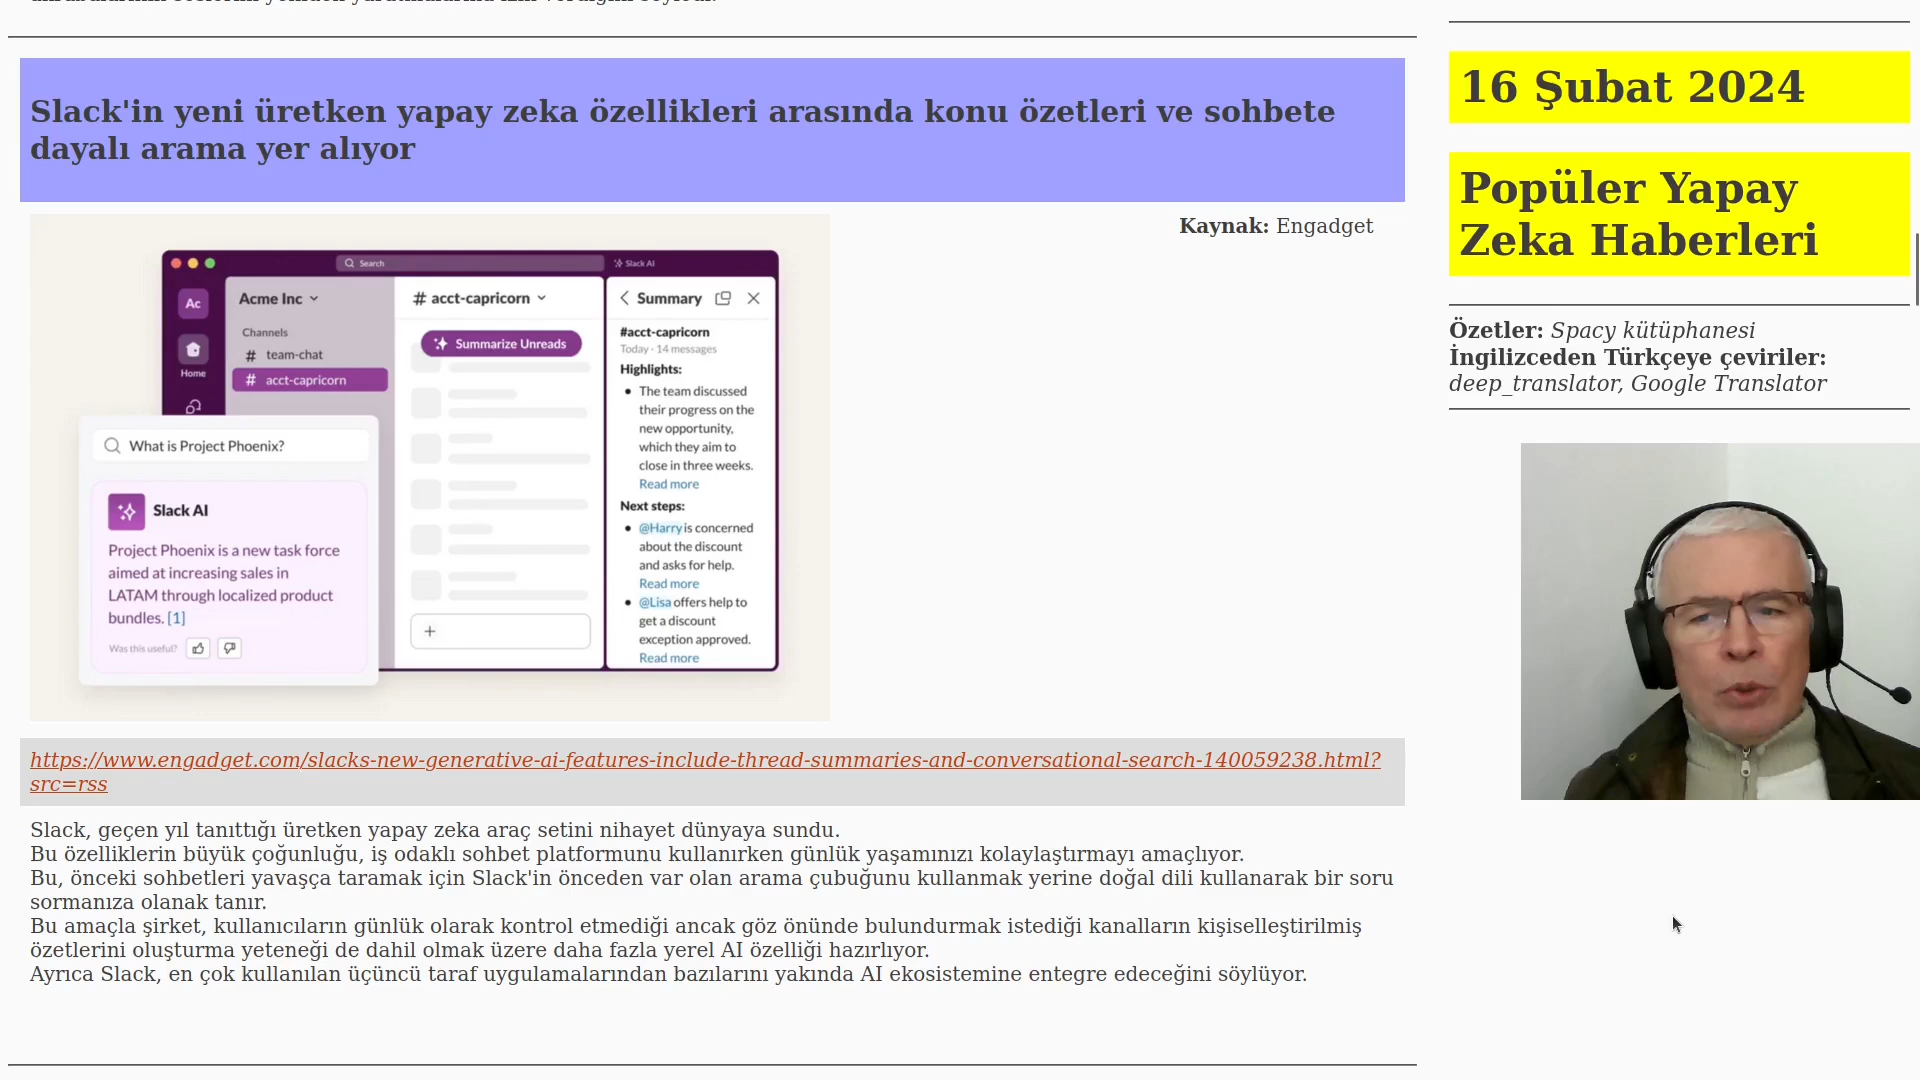 Slack'in yeni üretken yapay zeka özellikleri arasında konu özetleri ve sohbete
dayalı arama yer alıyor
Kaynak: Engadget
Search
Slack AI
Ac
Home
Acme Inc
Channels
# team-chat
# acct-capricorn
# acct-capricorn
Summarize Unreads
+
Summary
#acct-capricorn
Today · 14 messages
Highlights:
• The team discussed
their progress on the
new opportunity,
which they aim to
close in three weeks.
Read more
Next steps:
• @Harry is concerned
about the discount
and asks for help.
Read more
• @Lisa offers help to
get a discount
exception approved.
Read more
What is Project Phoenix?
Slack AI
Project Phoenix is a new task force
aimed at increasing sales in
LATAM through localized product
bundles. [1]
Was this useful?
https://www.engadget.com/slacks-new-generative-ai-features-include-thread-summaries-and-conversational-search-140059238.html?
src=rss
Slack, geçen yıl tanıttığı üretken yapay zeka araç setini nihayet dünyaya sundu.
Bu özelliklerin büyük çoğunluğu, iş odaklı sohbet platformunu kullanırken günlük yaşamınızı kolaylaştırmayı amaçlıyor.
Bu, önceki sohbetleri yavaşça taramak için Slack'in önceden var olan arama çubuğunu kullanmak yerine doğal dili kullanarak bir soru
sormanıza olanak tanır.
Bu amaçla şirket, kullanıcıların günlük olarak kontrol etmediği ancak göz önünde bulundurmak istediği kanalların kişiselleştirilmiş
özetlerini oluşturma yeteneği de dahil olmak üzere daha fazla yerel AI özelliği hazırlıyor.
Ayrıca Slack, en çok kullanılan üçüncü taraf uygulamalarından bazılarını yakında AI ekosistemine entegre edeceğini söylüyor.
16 Şubat 2024
Popüler Yapay
Zeka Haberleri
Özetler: Spacy kütüphanesi
İngilizceden Türkçeye çeviriler:
deep_translator, Google Translator